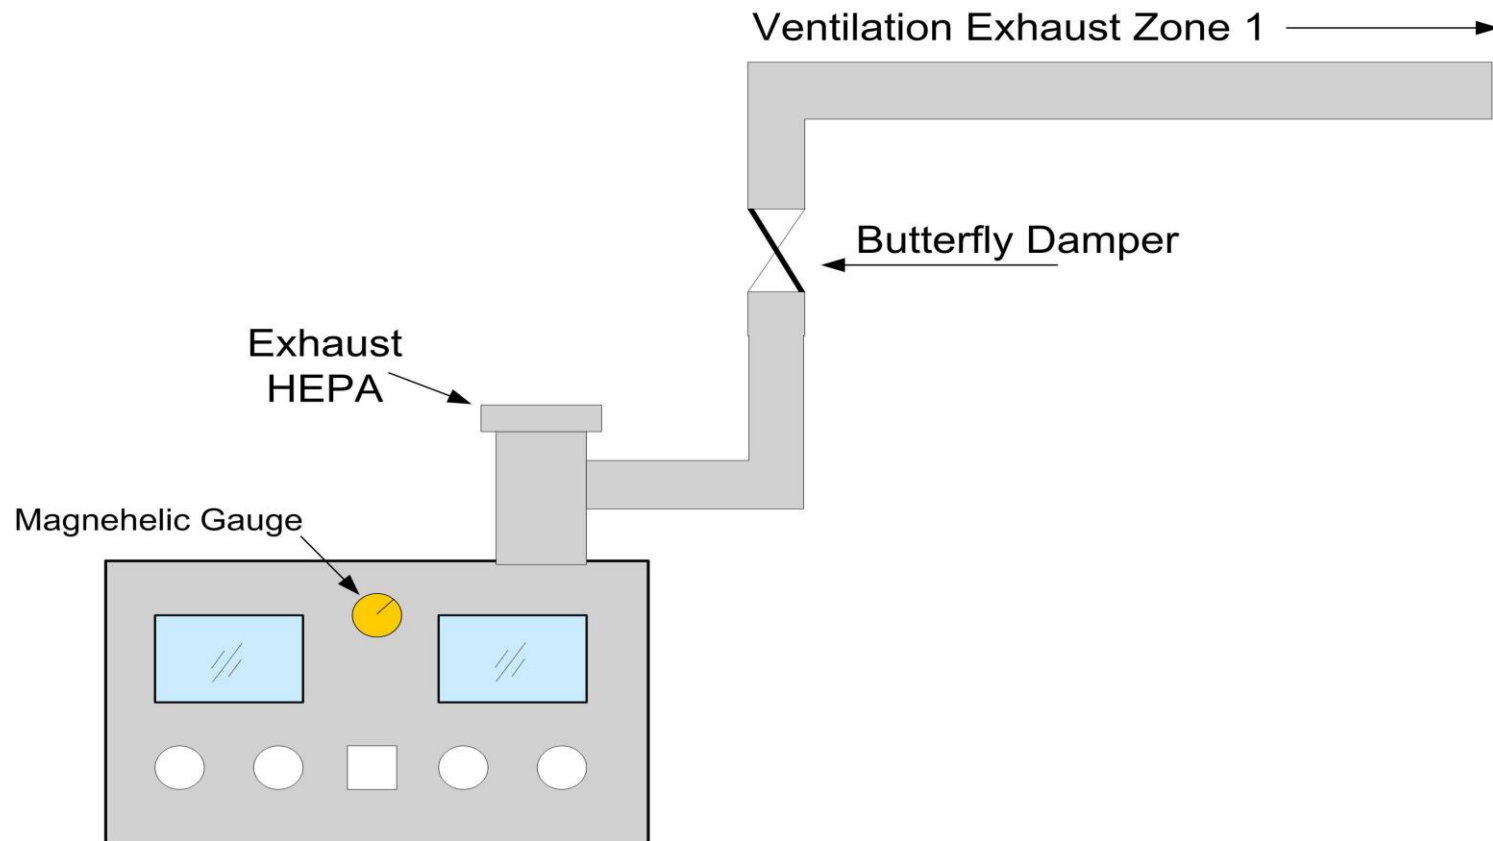 Ventilation Exhaust Zone 1
Butterfly Damper
Exhaust
HEPA
Magnehelic Gauge